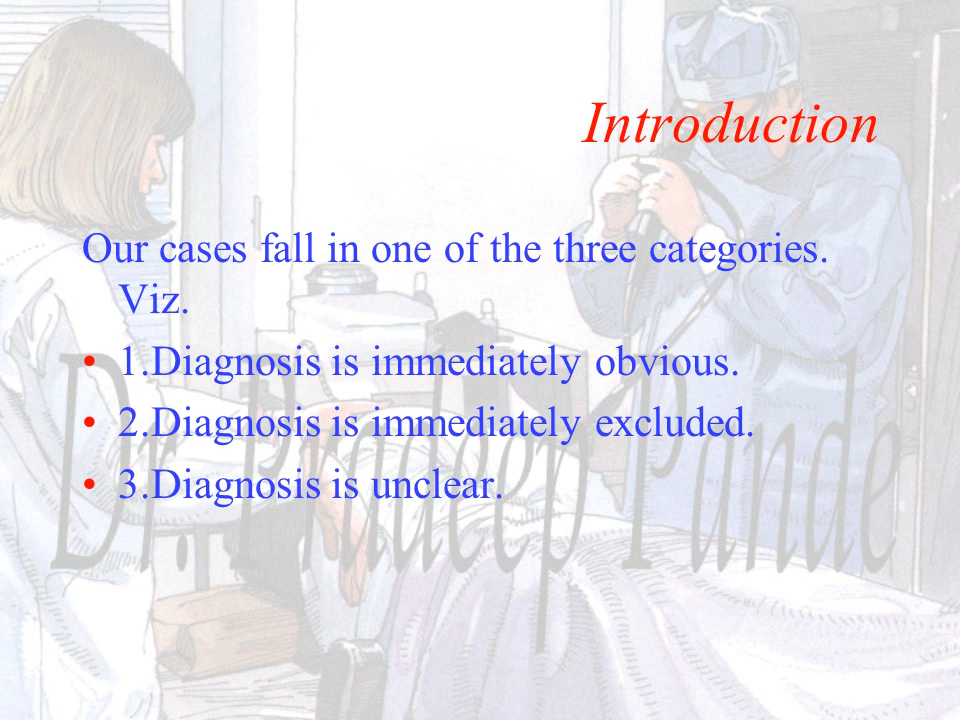 Introduction
Our cases fall in one of the three categories.
Viz.
• 1.Diagnosis is immediately obvious.
• 2.Diagnosis is immediately excluded.
• 3.Diagnosis is unclear.
Dr. Pradeep Pande